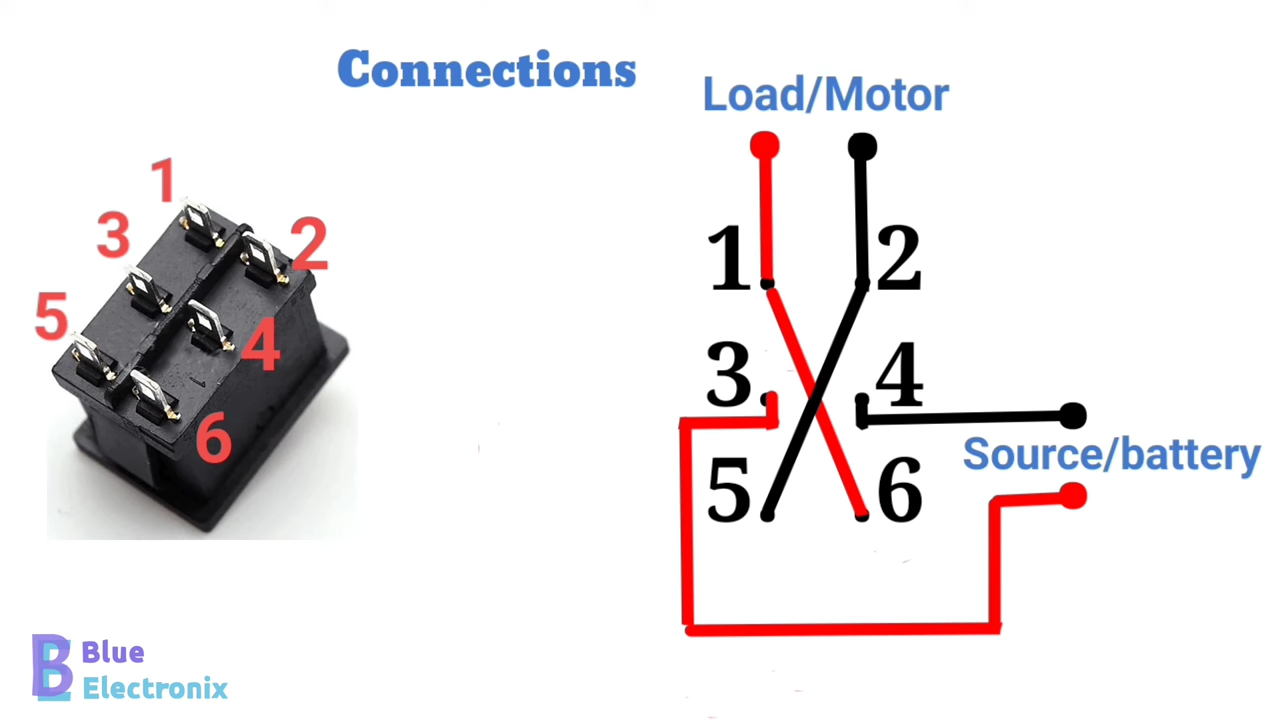 Connections
Load/Motor
1
3
2
5
4
6
1
2
3
4
5
6
Source/battery
Blue
Electronix